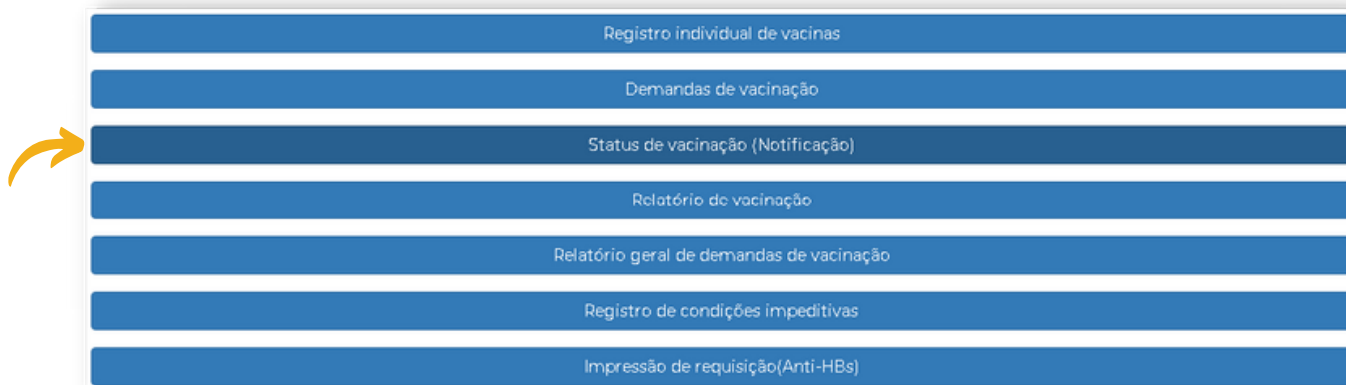 Registro individual de vacinas
Demandas de vacinação
Status de vacinação (Notificação)
Relatório de vacinação
Relatório geral de demandas de vacinação
Registro de condições impeditivas
Impressão de requisição(Anti-HBs)